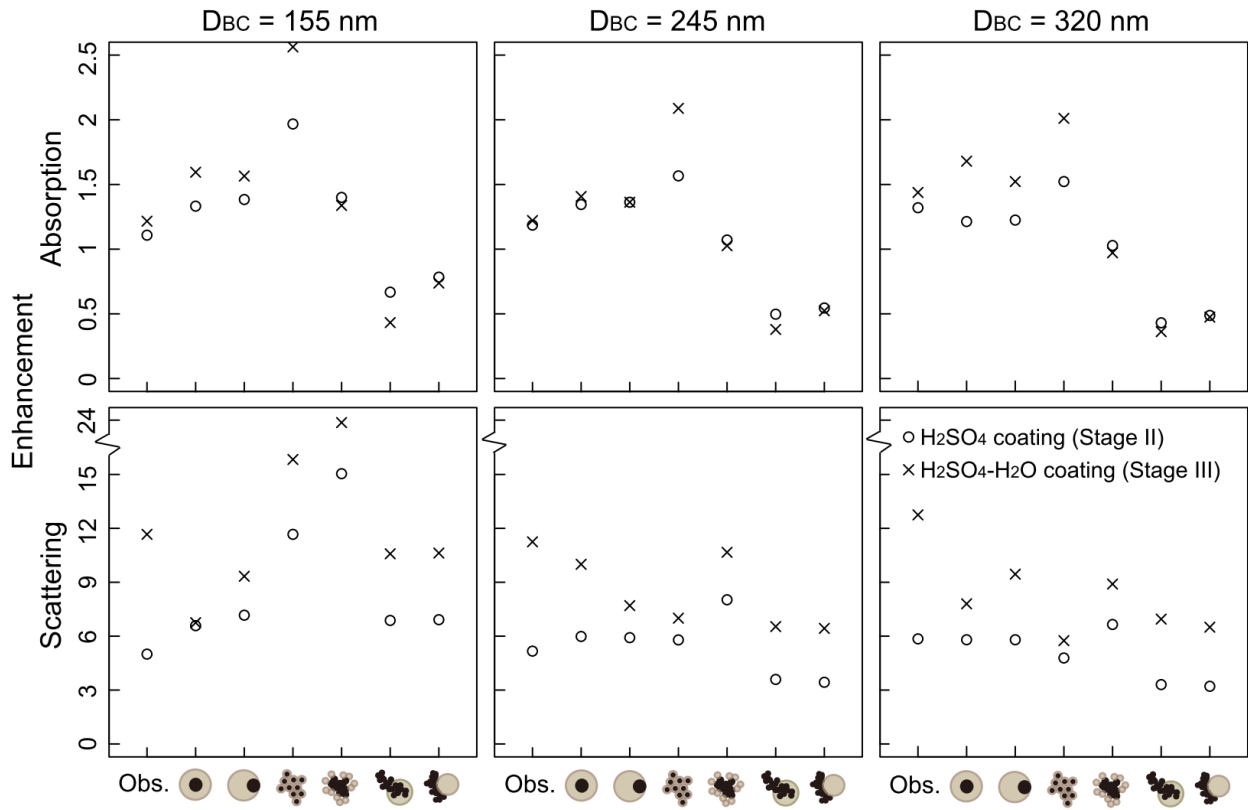 DBC = 155 nm
DBC = 245 nm
DBC = 320 nm
Enhancement
Absorption
2.5
2
1.5
1
0.5
0
Scattering
24
15
12
9
6
3
0
H2SO4 coating (Stage II)
H2SO4-H2O coating (Stage III)
Obs.
Obs.
Obs.